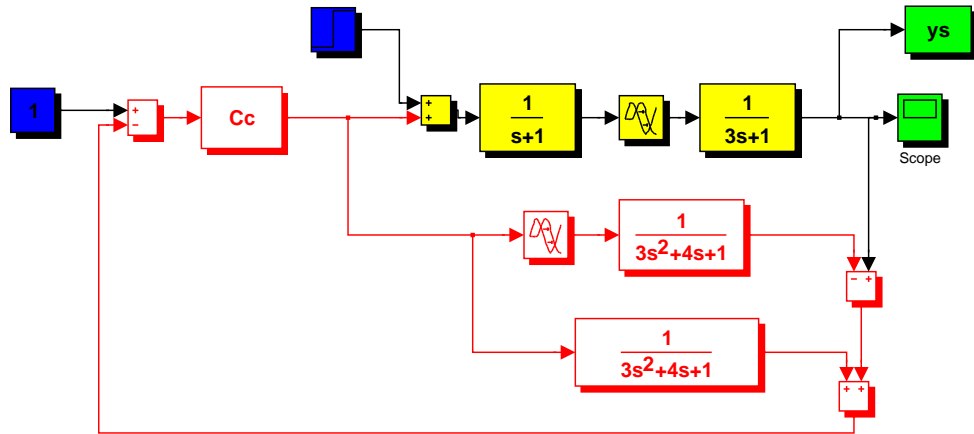 ys
1
+
−
Cc
+
+
1
s+1
1
3s+1
Scope
1
3s²+4s+1
− +
1
3s²+4s+1
+ +